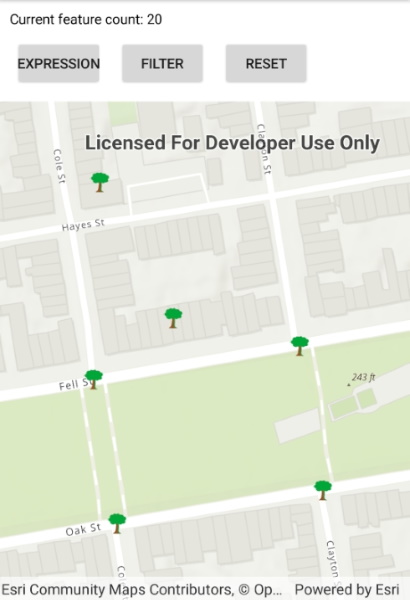 Current feature count: 20
EXPRESSION
FILTER
RESET
Licensed For Developer Use Only
Cole St
Clayton St
Hayes St
243 ft
Fell St
Oak St
Clayton
Esri Community Maps Contributors, © Op...
Powered by Esri